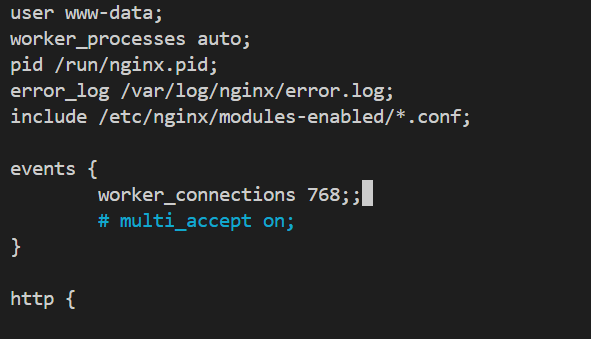 user www-data;
worker_processes auto;
pid /run/nginx.pid;
error_log /var/log/nginx/error.log;
include /etc/nginx/modules-enabled/*.conf;
events {
worker_connections 768;;
# multi_accept on;
}
http {